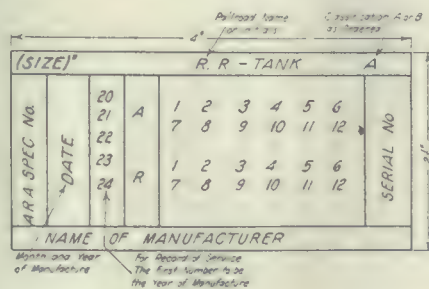 Railroad Name or Initials
Classification A or B as Ordered
4"
(SIZE)" R. R - TANK A
ARA SPEC No.
DATE
20
21
22
23
24
A
R
1 2 3 4 5 6
7 8 9 10 11 12
1 2 3 4 5 6
7 8 9 10 11 12
SERIAL No
NAME OF MANUFACTURER
Month and Year
of Manufacture
For Record of Service
The First Number to be
the Year of Manufacture